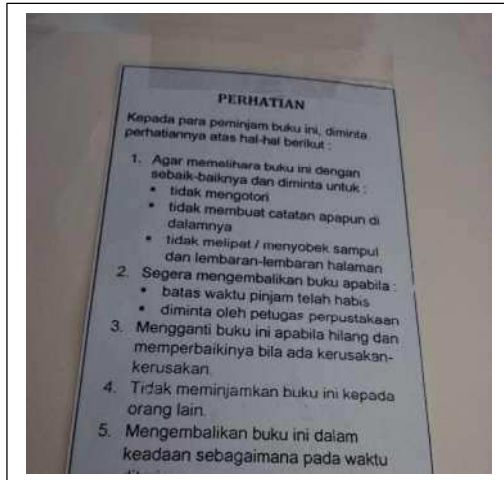 PERHATIAN
Kepada para peminjam buku ini, diminta
perhatiannya atas hal-hal berikut :
1. Agar memelihara buku ini dengan
sebaik-baiknya dan diminta untuk :
• tidak mengotori
• tidak membuat catatan apapun di
dalamnya
• tidak melipat / menyobek sampul
dan lembaran-lembaran halaman
2. Segera mengembalikan buku apabila :
• batas waktu pinjam telah habis
• diminta oleh petugas perpustakaan
3. Mengganti buku ini apabila hilang dan
memperbaikinya bila ada kerusakan-
kerusakan.
4. Tidak meminjamkan buku ini kepada
orang lain.
5. Mengembalikan buku ini dalam
keadaan sebagaimana pada waktu